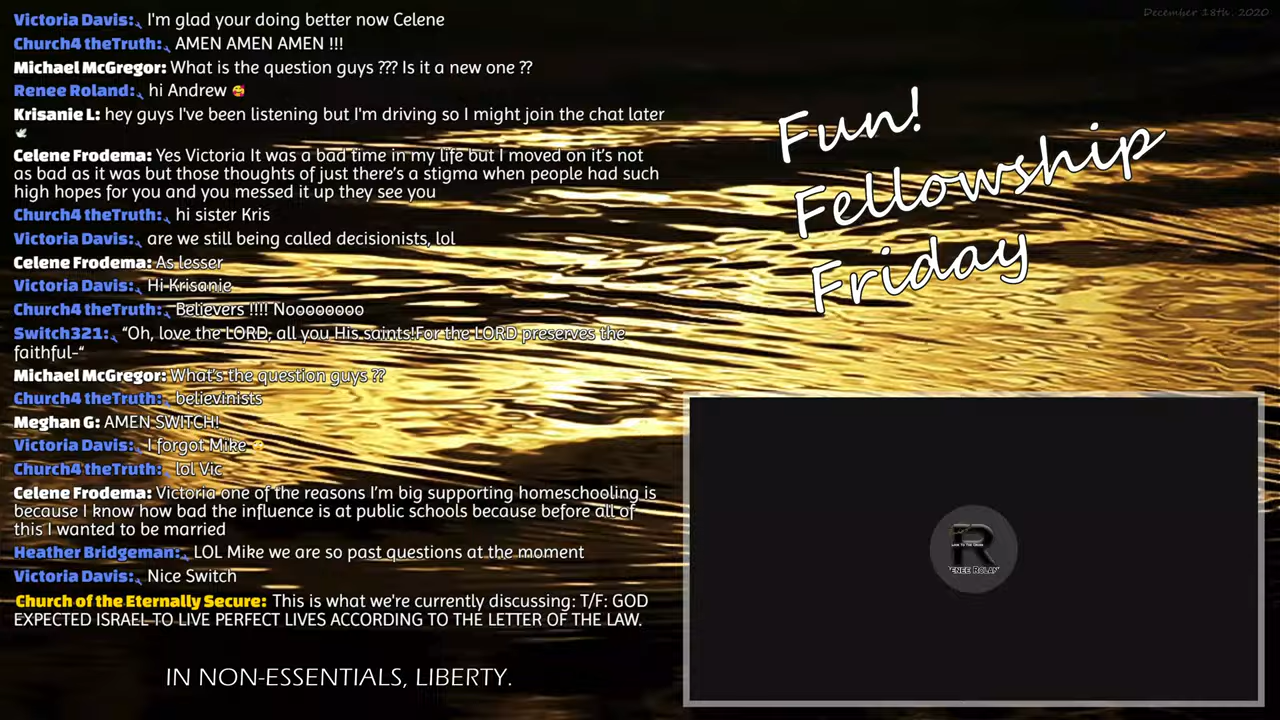 December 18th, 2020
Victoria Davis: I'm glad your doing better now Celene
Church4 theTruth: AMEN AMEN AMEN !!!
Michael McGregor: What is the question guys ??? Is it a new one ??
Renee Roland: hi Andrew 🥰
Krisanie L: hey guys I've been listening but I'm driving so I might join the chat later
🕊
Celene Frodema: Yes Victoria It was a bad time in my life but I moved on it's not
as bad as it was but those thoughts of just there's a stigma when people had such
high hopes for you and you messed it up they see you
Church4 theTruth: hi sister Kris
Victoria Davis: are we still being called decisionists, lol
Celene Frodema: As lesser
Victoria Davis: Hi Krisanie
Church4 theTruth: Believers !!!! Noooooooo
Switch321: “Oh, love the LORD, all you His saints!For the LORD preserves the
faithful-“
Michael McGregor: What's the question guys ??
Church4 theTruth: believinists
Meghan G: AMEN SWITCH!
Victoria Davis: I forgot Mike
Church4 theTruth: lol Vic
Celene Frodema: Victoria one of the reasons I'm big supporting homeschooling is
because I know how bad the influence is at public schools because before all of
this I wanted to be married
Heather Bridgeman: LOL Mike we are so past questions at the moment
Victoria Davis: Nice Switch
Church of the Eternally Secure: This is what we're currently discussing: T/F: GOD
EXPECTED ISRAEL TO LIVE PERFECT LIVES ACCORDING TO THE LETTER OF THE LAW.
IN NON-ESSENTIALS, LIBERTY.
Fun!
Fellowship
Friday
R